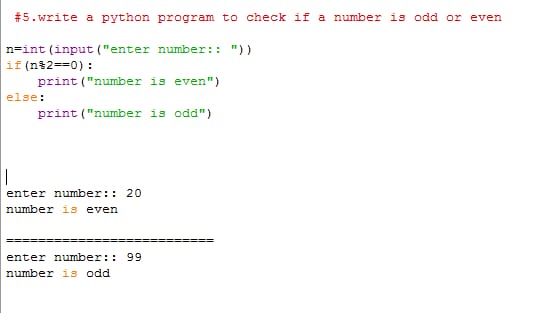 #5.write a python program to check if a number is odd or even
n=int(input("enter number:: "))
if(n%2==0):
    print("number is even")
else:
    print("number is odd")
enter number:: 20
number is even
==========================
enter number:: 99
number is odd